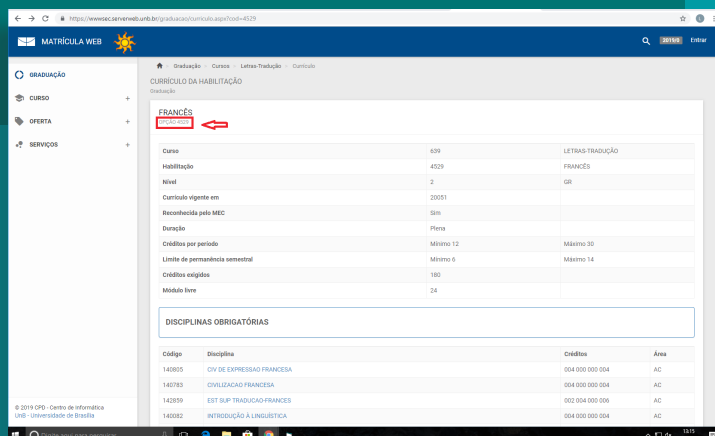 https://wwwsec.serverweb.unb.br/graduacao/curriculo.aspx?cod=4529
MATRÍCULA WEB
2019/0 Entrar
Graduação Cursos Letras-Tradução Currículo
CURRÍCULO DA HABILITAÇÃO
Graduação
GRADUAÇÃO
CURSO +
OFERTA +
SERVIÇOS +
FRANCÊS
OPÇÃO 4529
Curso 639 LETRAS-TRADUÇÃO
Habilitação 4529 FRANCÊS
Nível 2 GR
Currículo vigente em 20051
Reconhecida pelo MEC Sim
Duração Plena
Créditos por período Mínimo 12 Máximo 30
Limite de permanência semestral Mínimo 6 Máximo 14
Créditos exigidos 180
Módulo livre 24
DISCIPLINAS OBRIGATÓRIAS
Código Disciplina Créditos Área
140805 CIV DE EXPRESSAO FRANCESA 004 000 000 004 AC
140783 CIVILIZACAO FRANCESA 004 000 000 004 AC
142859 EST SUP TRADUCAO-FRANCES 002 004 000 006 AC
140082 INTRODUÇÃO À LINGUÍSTICA 004 000 000 004 AC
© 2019 CPD - Centro de Informática
UnB - Universidade de Brasília
13:15